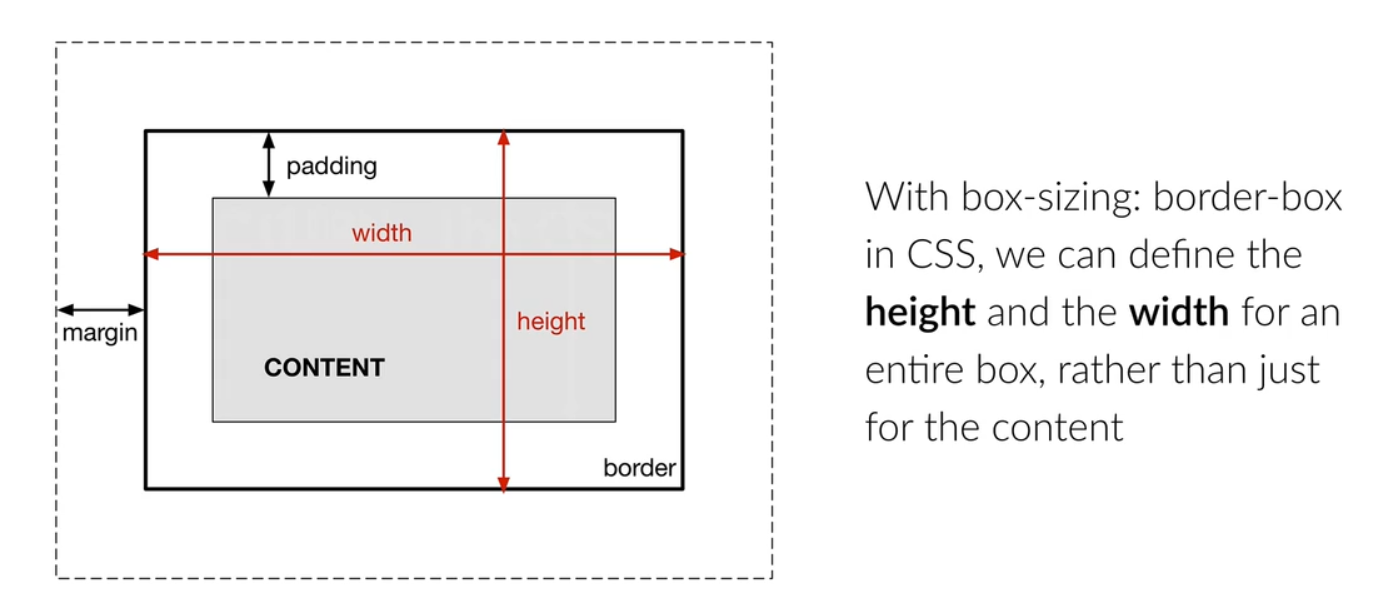 padding
width
margin
height
CONTENT
border
With box-sizing: border-box
in CSS, we can define the
height and the width for an
entire box, rather than just
for the content